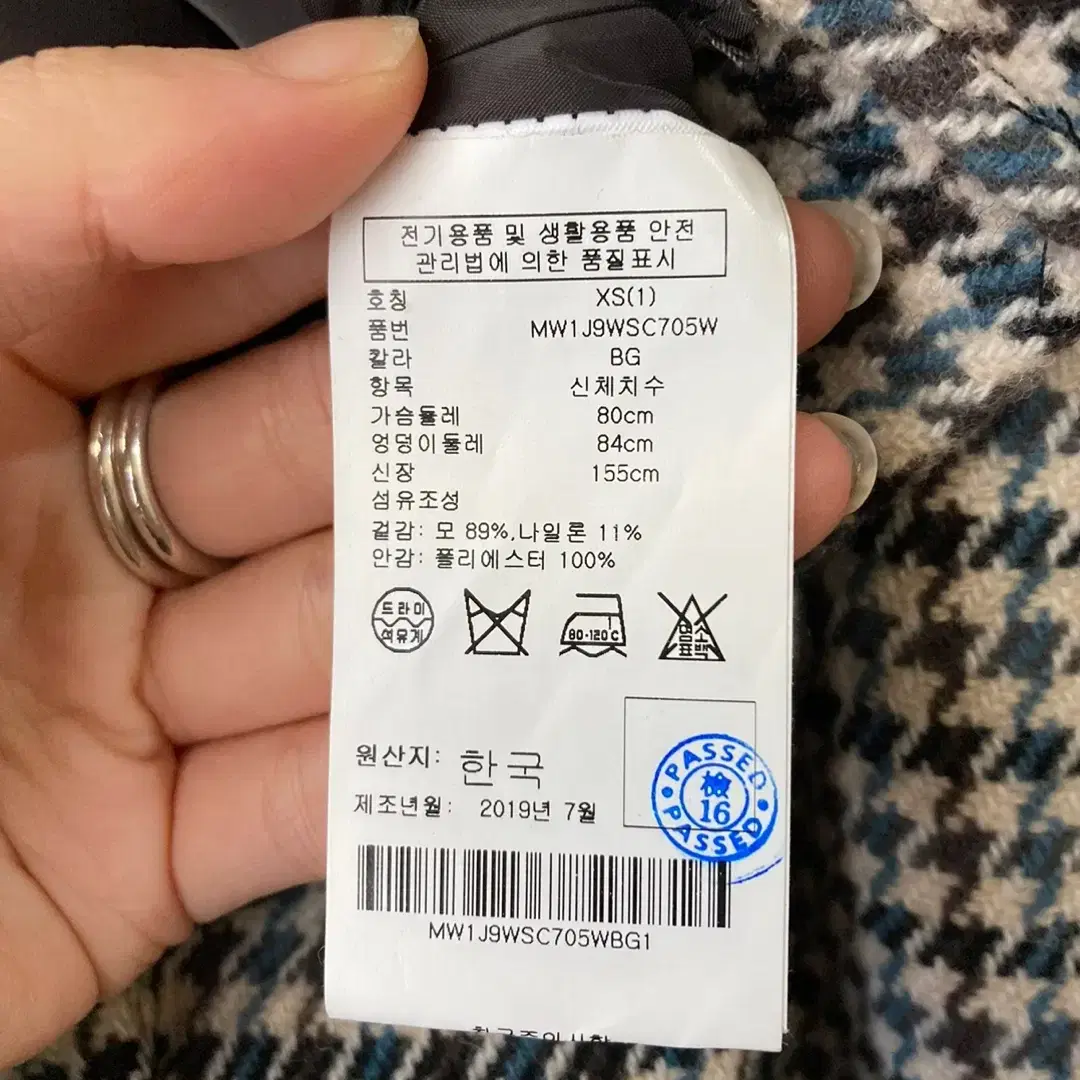 전기용품 및 생활용품 안전
관리법에 의한 품질표시
호칭 XS(1)
품번 MW1J9WSC705W
칼라 BG
항목 신체치수
가슴둘레 80cm
엉덩이둘레 84cm
신장 155cm
섬유조성
겉감: 모 89%,나일론 11%
안감: 폴리에스터 100%
드라이
석유계
80-120℃
염소
표백
원산지: 한국
제조년월: 2019년 7월
PASSED
檢
16
PASSED
MW1J9WSC705WBG1